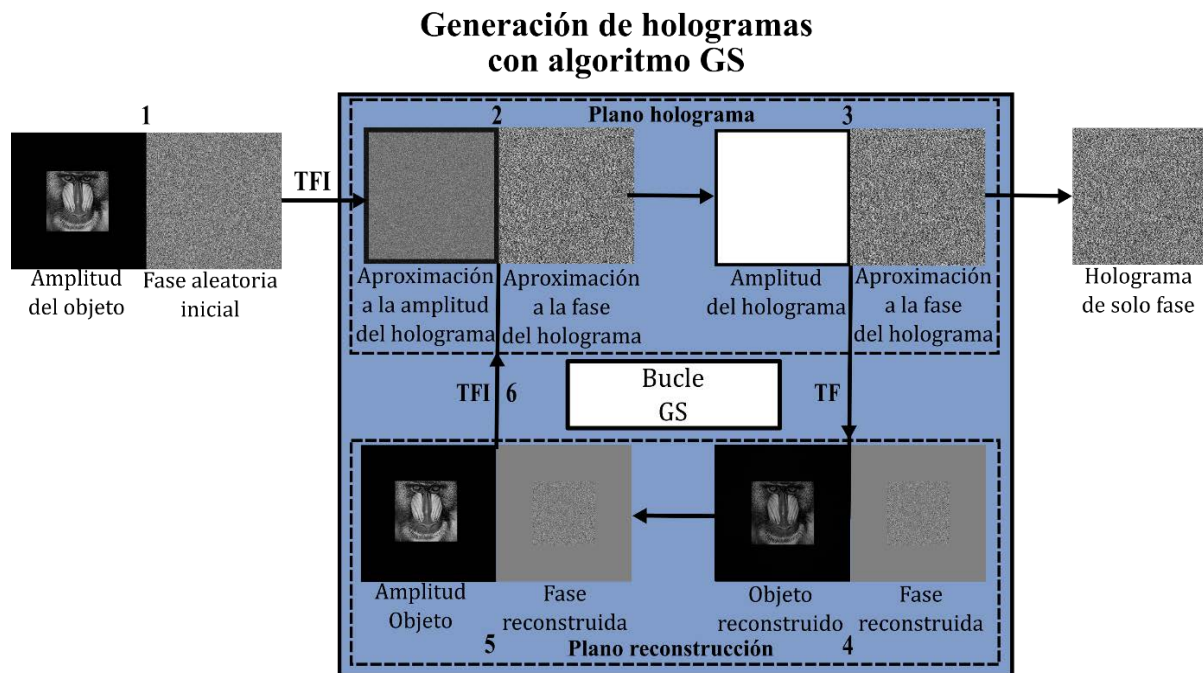 Generación de hologramas
con algoritmo GS
1
Amplitud
del objeto
Fase aleatoria
inicial
TFI
2
Plano holograma
3
Aproximación
a la amplitud
del holograma
Aproximación
a la fase
del holograma
Amplitud
del holograma
Aproximación
a la fase
del holograma
Holograma
de solo fase
TFI
6
Bucle
GS
TF
Amplitud
Objeto
Fase
reconstruida
Objeto
reconstruido
Fase
reconstruida
5
Plano reconstrucción
4